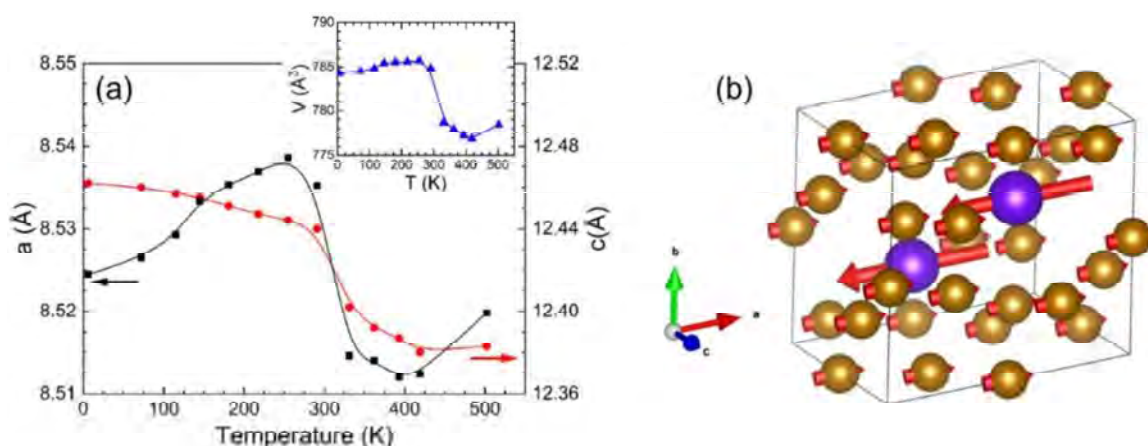 (a)
8.55
8.54
8.53
8.52
8.51
a (Å)
0
100
200
300
400
500
Temperature (K)
12.52
12.48
12.44
12.40
12.36
c(Å)
790
785
780
775
V (Å³)
0 100 200 300 400 500
T (K)
(b)
b
a
c